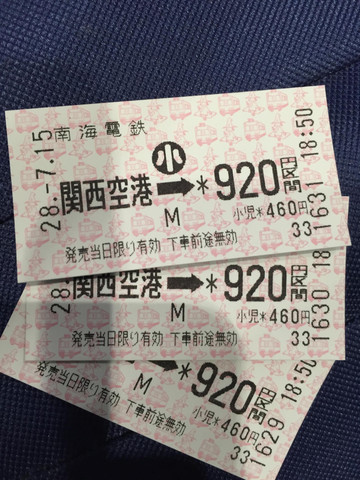 28.-7.15
南海電鉄
小
関西空港➡*920円区間
M
小児*460円
発売当日限り有効 下車前途無効
33
1631 18:50
28.
関西空港➡*920円区間
M
小児*460円
発売当日限り有効 下車前途無効
33
1630 18
➡*920円区間
M
小児*460円
発売当日限り有効 下車前途無効
33
1629 18:50